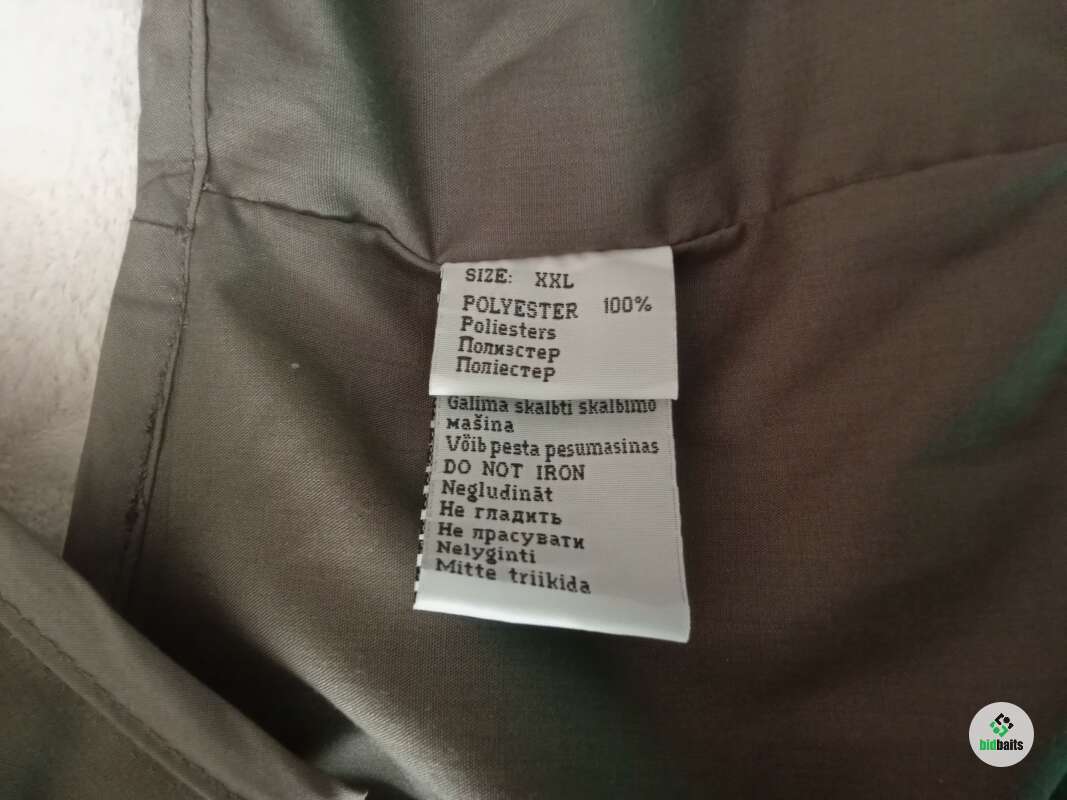 SIZE: XXL
POLYESTER 100%
Poliesters
Полиэстер
Поліестер
Galima skalbti skalbimo
mašina
Võib pesta pesumasinas
DO NOT IRON
Negludināt
Не гладить
Не прасувати
Nelyginti
Mitte triikida
bidbaits